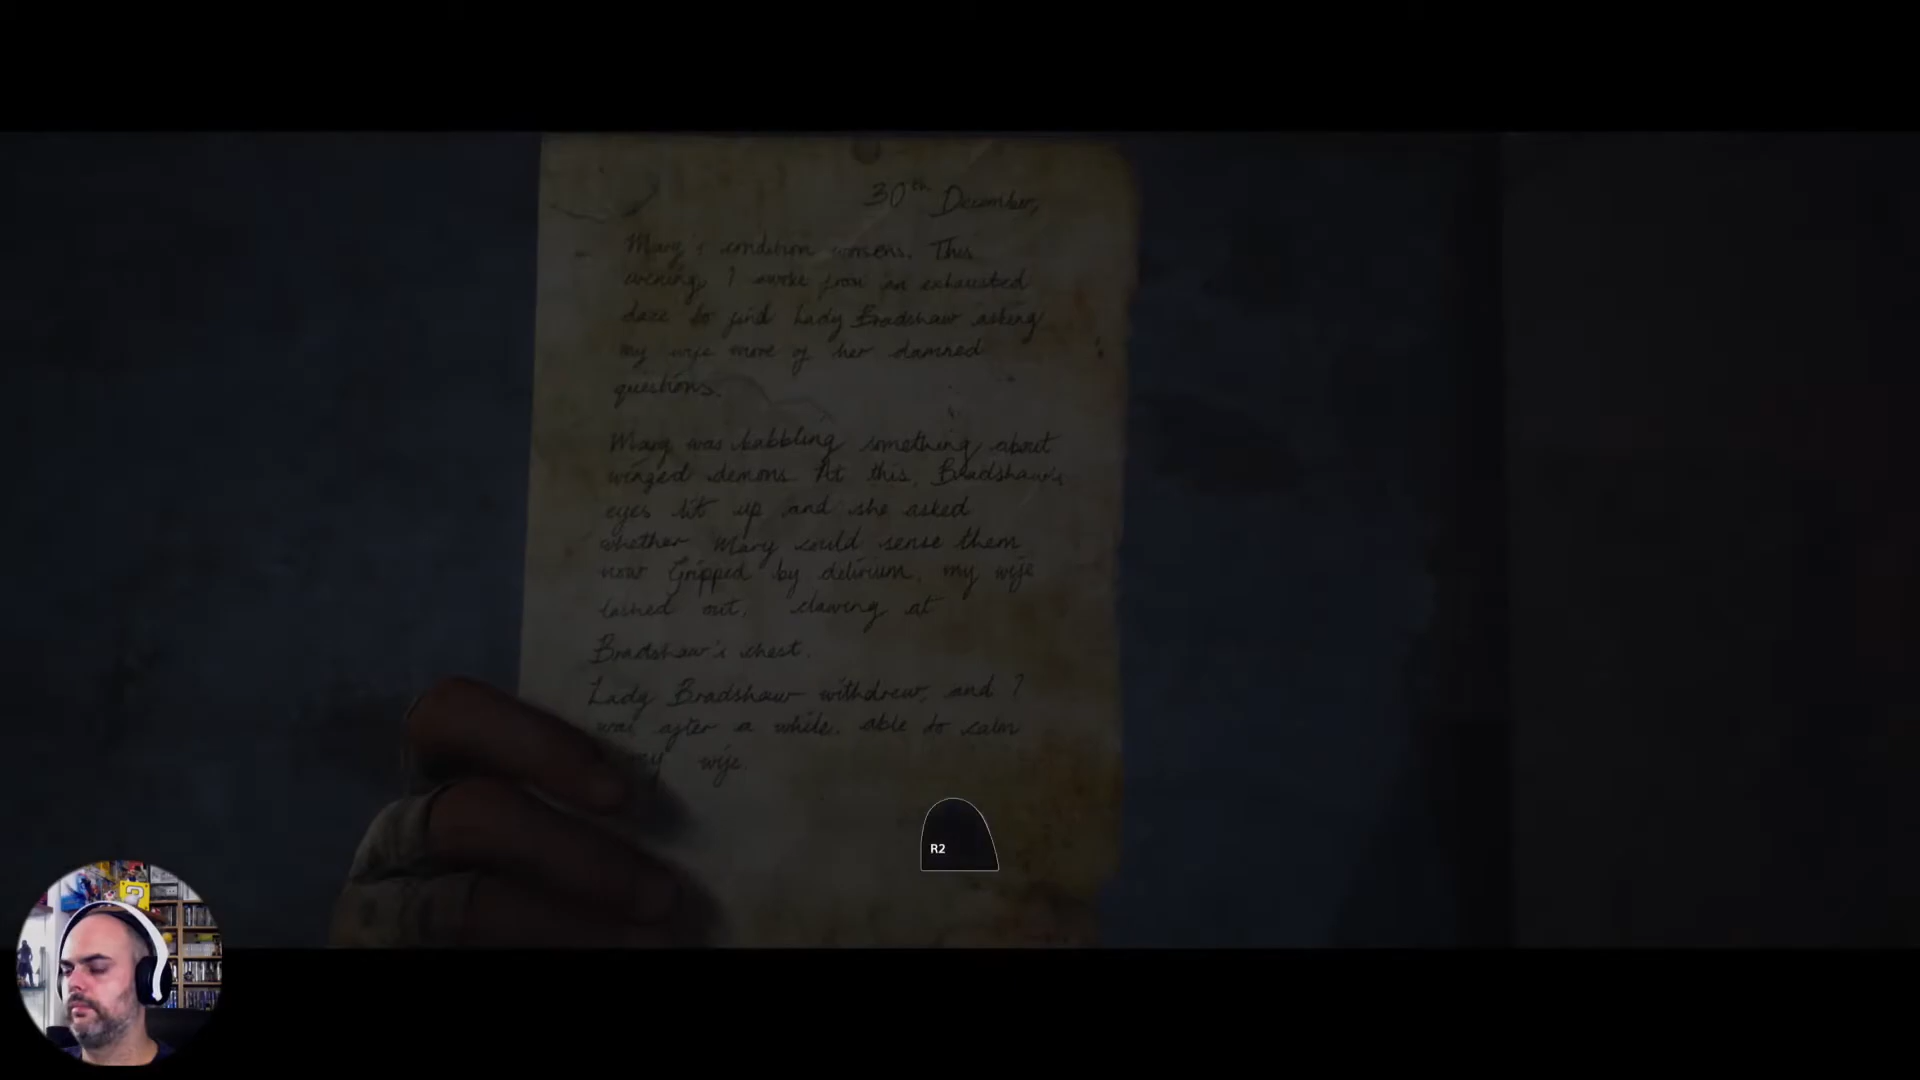 30th December,
Mary's condition worsens. This
evening, I awoke from an exhausted
daze to find Lady Bradshaw asking
my wife more of her damned
questions.
Mary was babbling something about
winged demons. At this, Bradshaw's
eyes lit up and she asked
whether Mary could sense them
now. Gripped by delirium, my wife
lashed out, clawing at
Bradshaw's chest.
Lady Bradshaw withdrew, and I
was after a while, able to calm
my wife.
R2